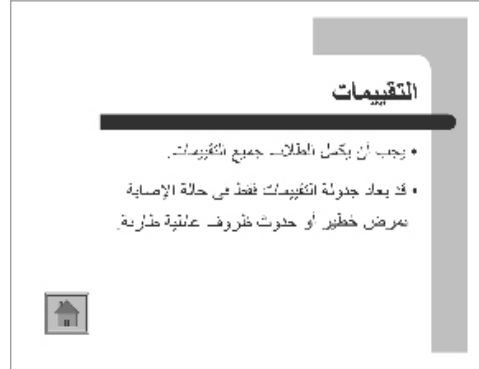 التقييمات
• يجب أن يكمل الطلاب جميع التقييمات.
• قد يعاد جدولة التقييمات فقط في حالة الإصابة
بمرض خطير أو حدوث ظروف عائلية طارئة.